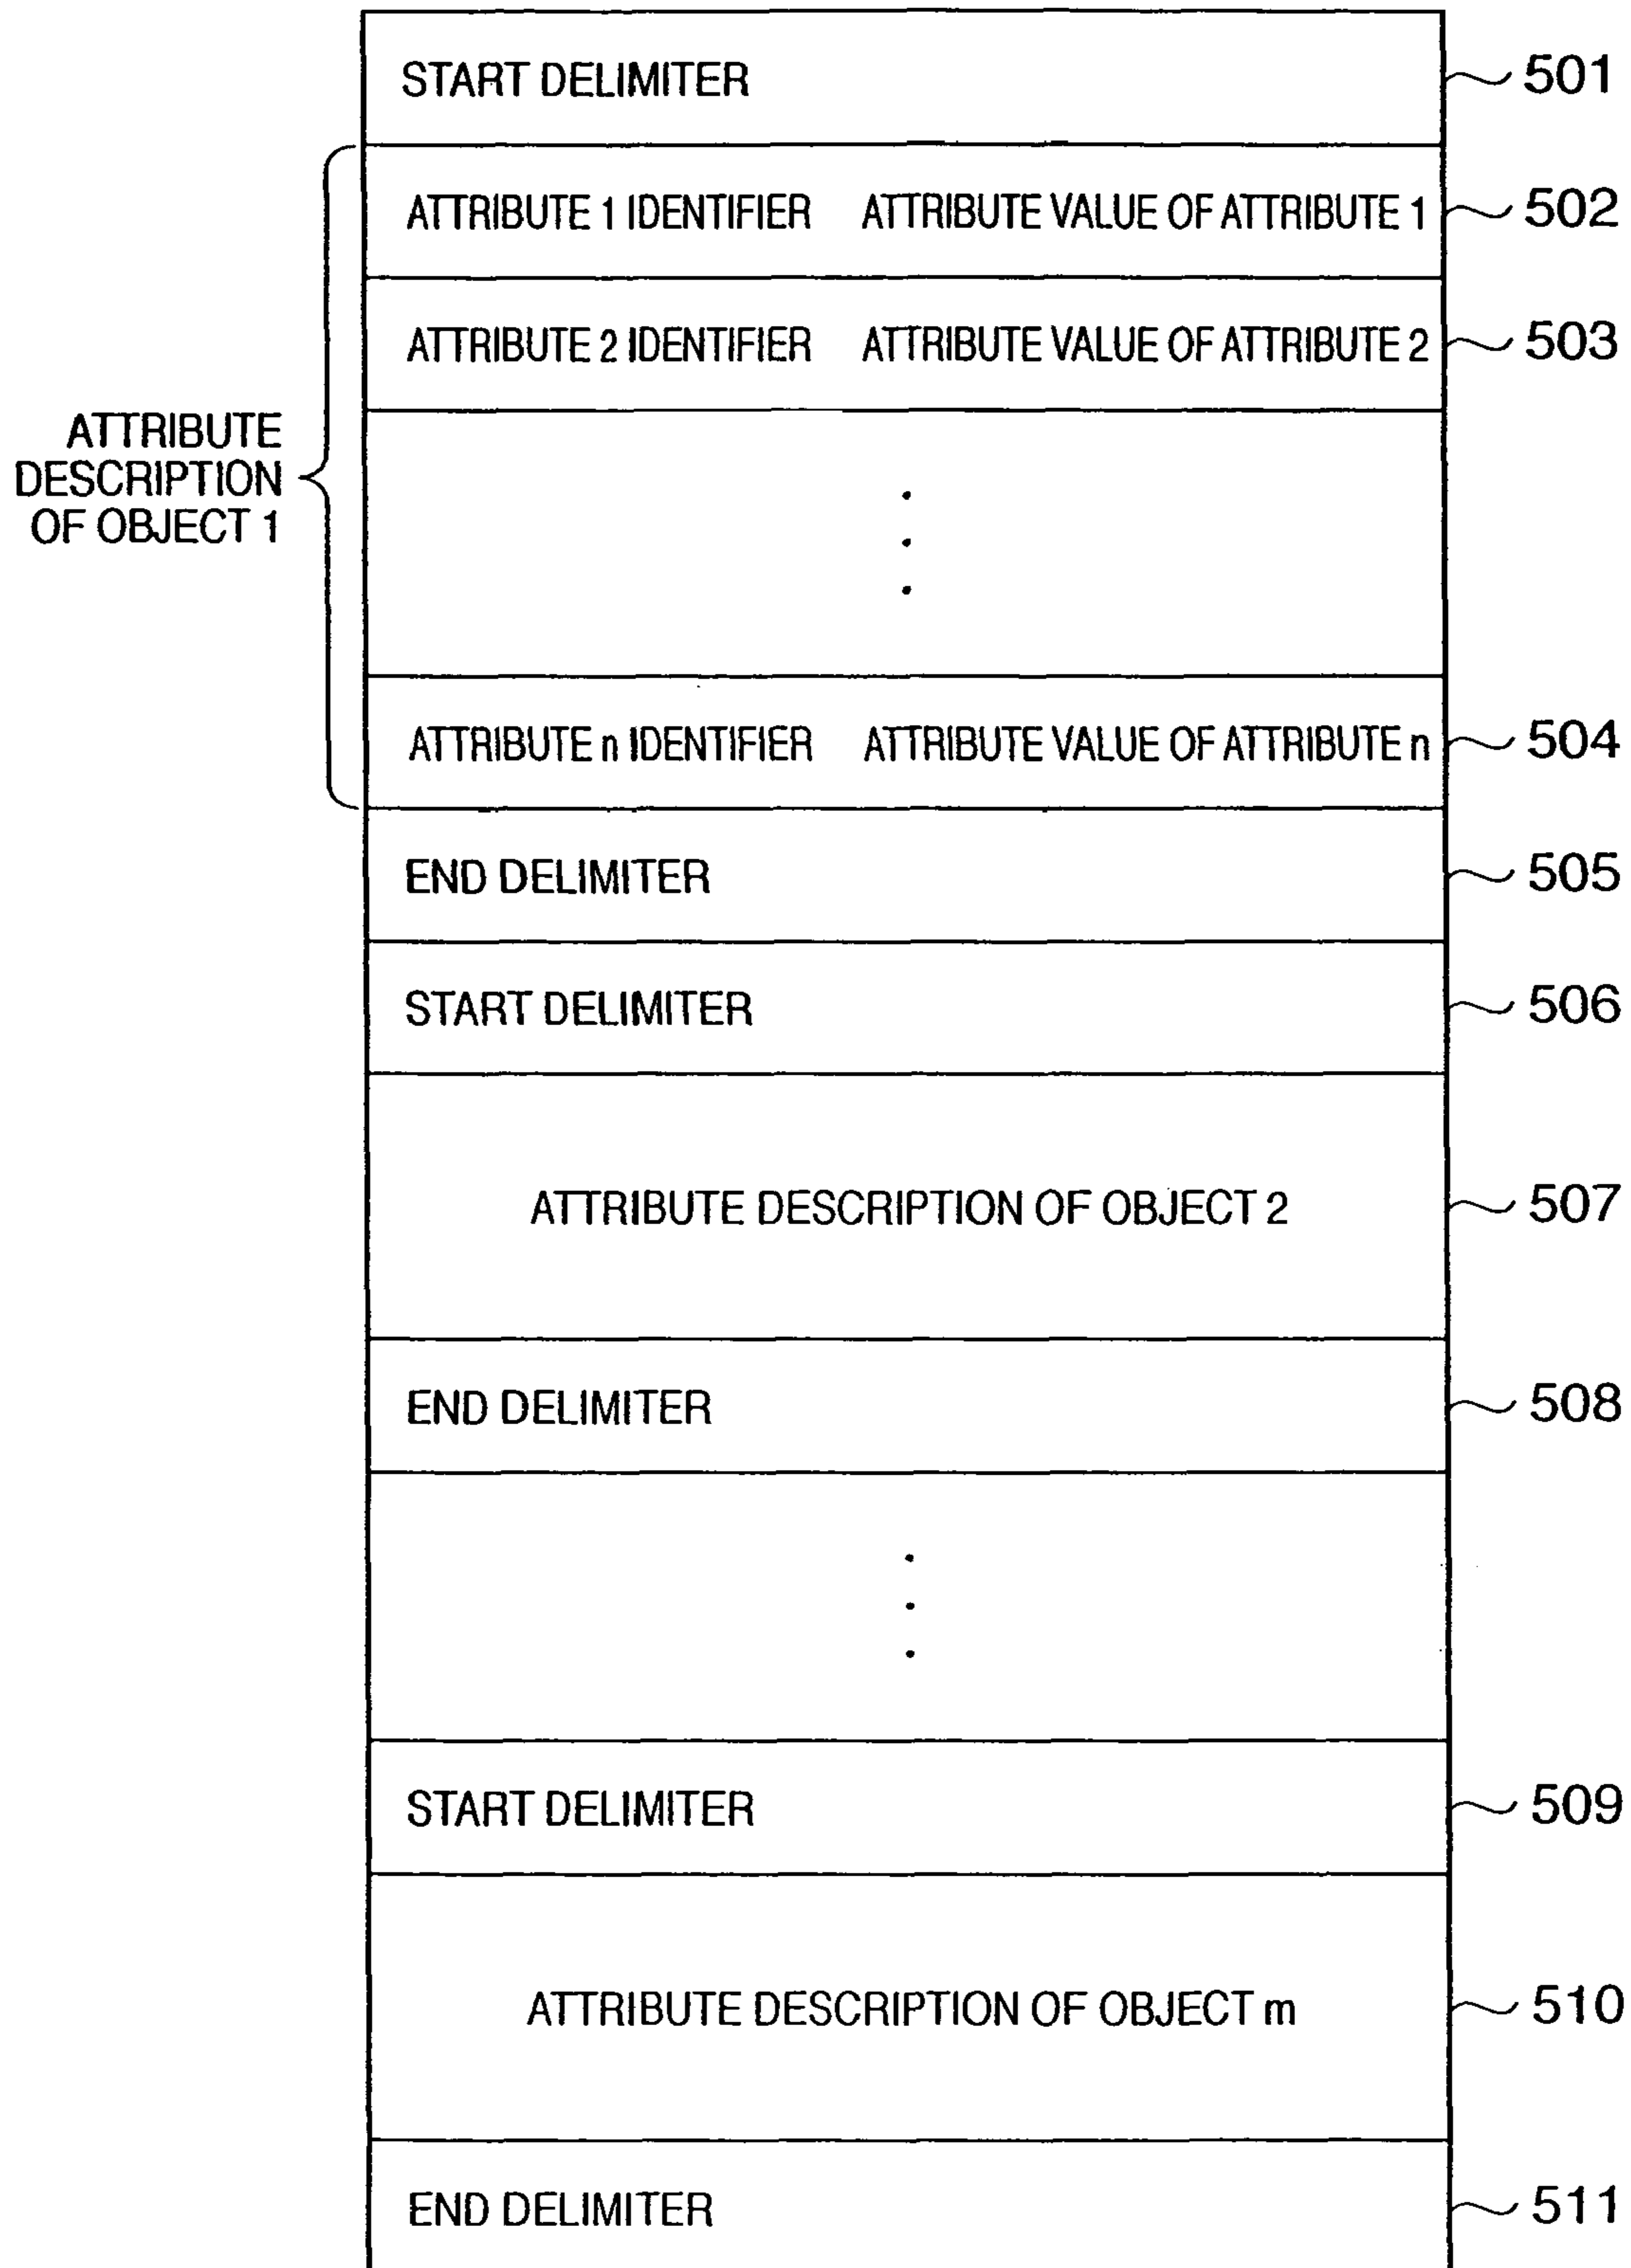 START DELIMITER 501
ATTRIBUTE 1 IDENTIFIER ATTRIBUTE VALUE OF ATTRIBUTE 1 502
ATTRIBUTE 2 IDENTIFIER ATTRIBUTE VALUE OF ATTRIBUTE 2 503
ATTRIBUTE
DESCRIPTION
OF OBJECT 1
ATTRIBUTE n IDENTIFIER ATTRIBUTE VALUE OF ATTRIBUTE n 504
END DELIMITER 505
START DELIMITER 506
ATTRIBUTE DESCRIPTION OF OBJECT 2 507
END DELIMITER 508
START DELIMITER 509
ATTRIBUTE DESCRIPTION OF OBJECT m 510
END DELIMITER 511